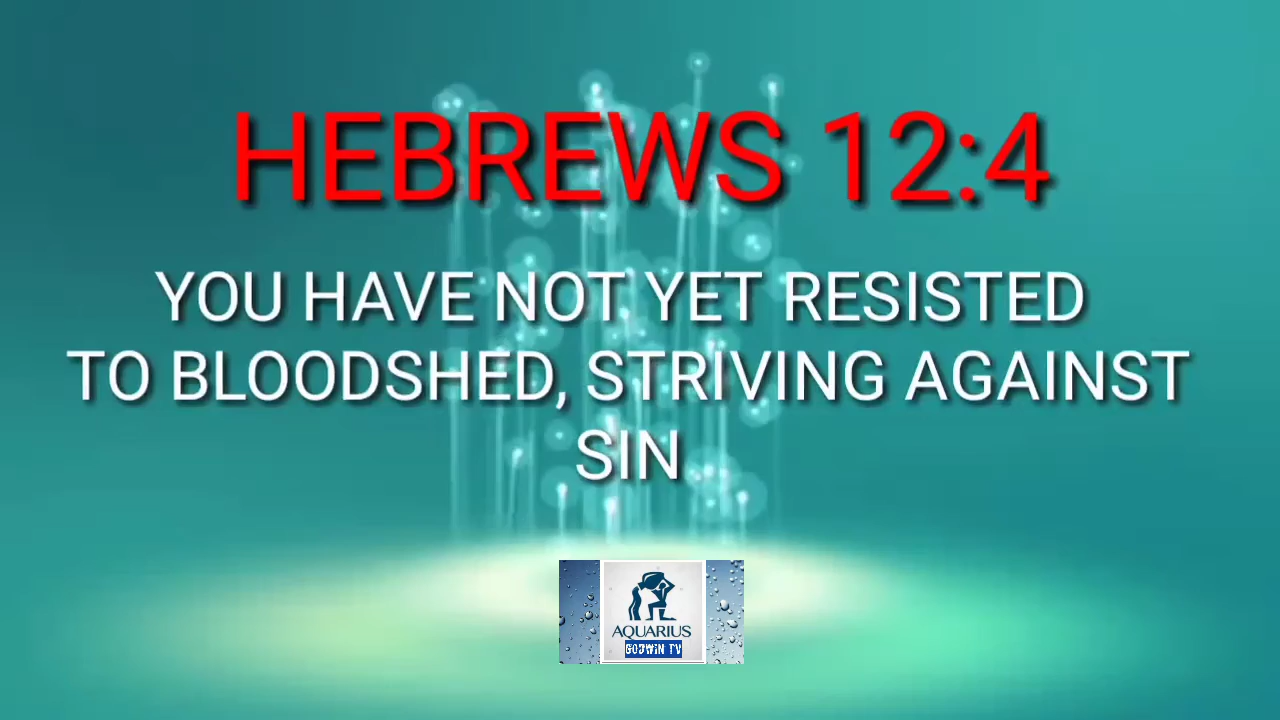 HEBREWS 12:4
YOU HAVE NOT YET RESISTED
TO BLOODSHED, STRIVING AGAINST
SIN
AQUARIUS
GODWIN TV